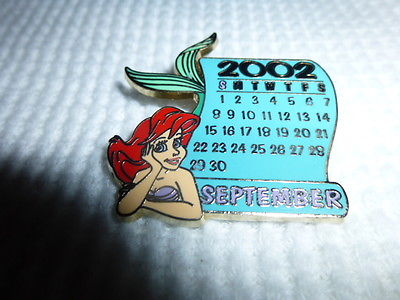 2002
S M T W T F S
1 2 3 4 5 6 7
8 9 10 11 12 13 14
15 16 17 18 19 20 21
22 23 24 25 26 27 28
29 30
SEPTEMBER